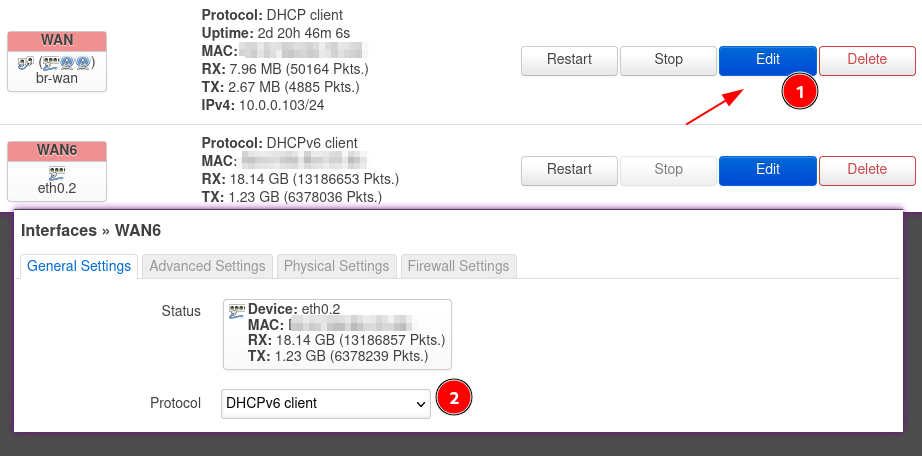 WAN
br-wan
Protocol: DHCP client
Uptime: 2d 20h 46m 6s
MAC:
RX: 7.96 MB (50164 Pkts.)
TX: 2.67 MB (4885 Pkts.)
IPv4: 10.0.0.103/24
Restart
Stop
Edit
Delete
1
WAN6
eth0.2
Protocol: DHCPv6 client
MAC:
RX: 18.14 GB (13186653 Pkts.)
TX: 1.23 GB (6378036 Pkts.)
Restart
Stop
Edit
Delete
Interfaces » WAN6
General Settings
Advanced Settings
Physical Settings
Firewall Settings
Status
Device: eth0.2
MAC:
RX: 18.14 GB (13186857 Pkts.)
TX: 1.23 GB (6378239 Pkts.)
Protocol
DHCPv6 client
2